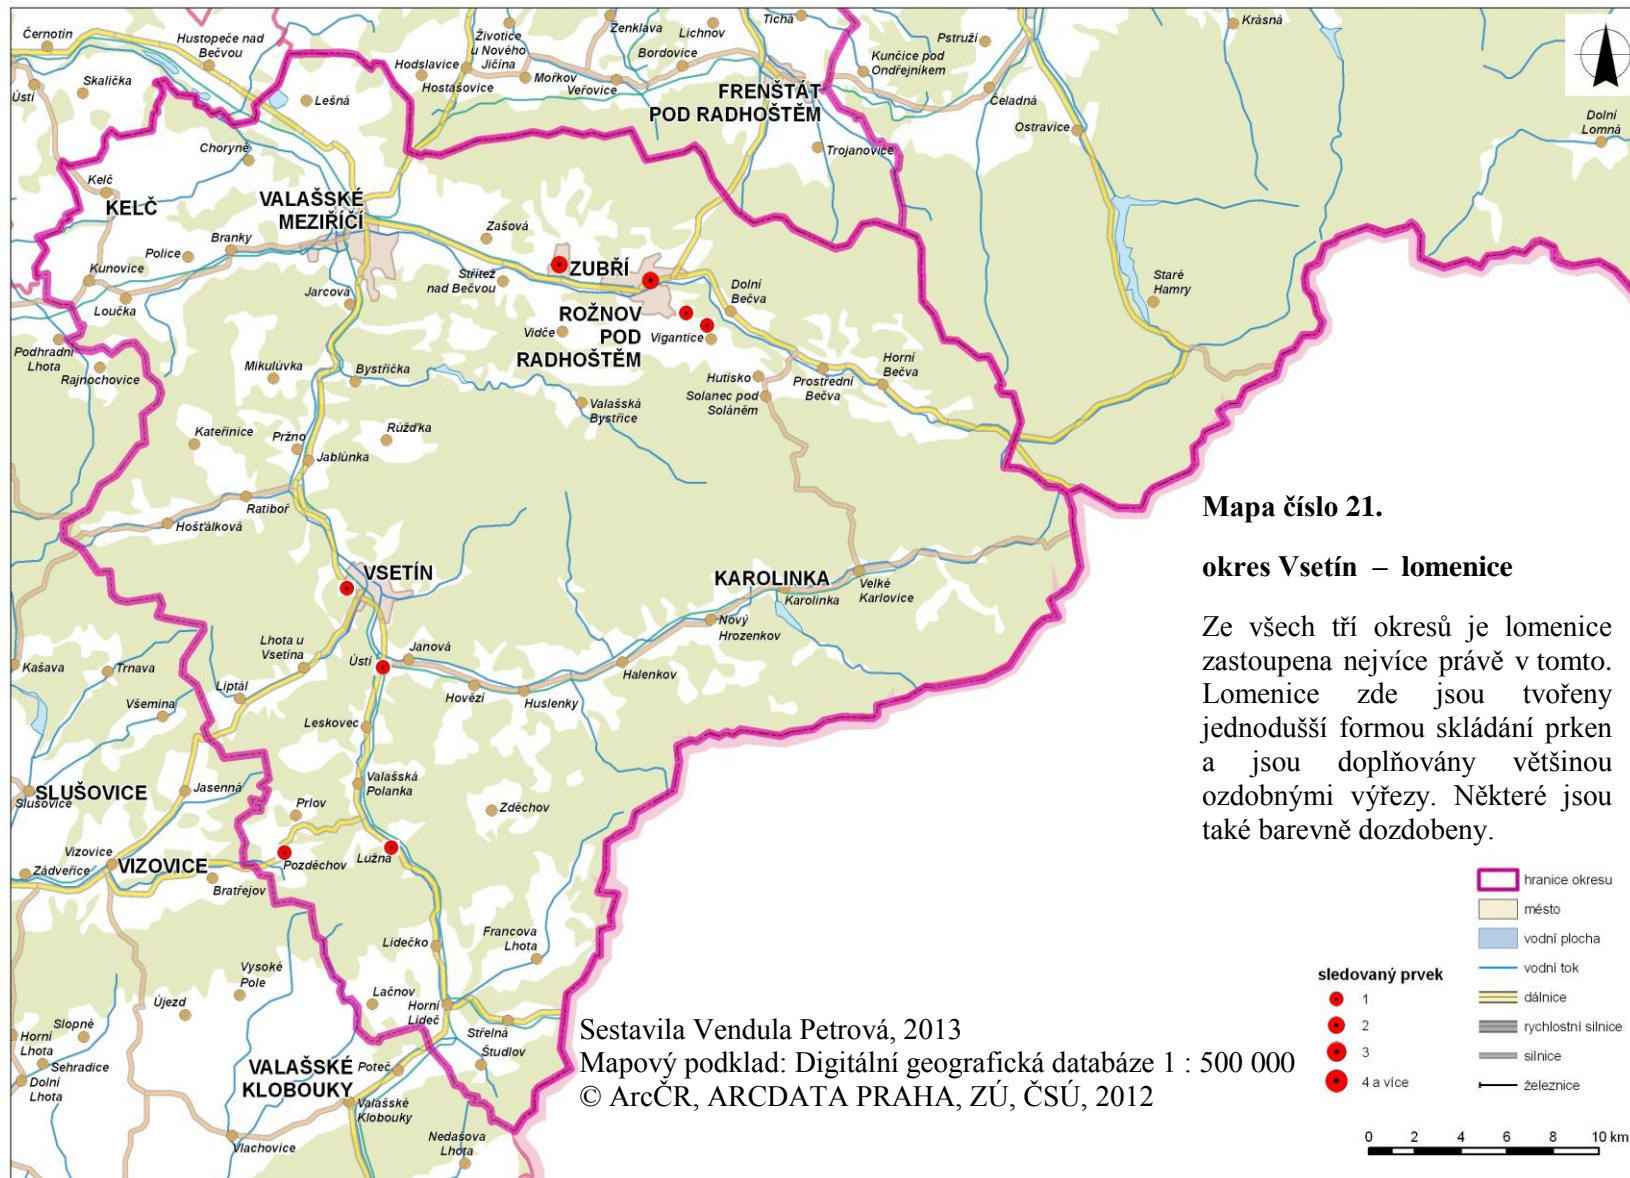 Černotín
Hustopeče nad
Bečvou
Skalička
Ústí
Lešná
Choryně
Kelč
KELČ
Hodslavice
Hostašovice
Životice
u Nového
Jičína
Mořkov
Ženklava
Bordovice
Veřovice
Lichnov
Tichá
FRENŠTÁT
POD RADHOŠTĚM
Trojanovice
Kunčice pod
Ondřejníkem
Pstruží
Čeladná
Ostravice
Krásná
Dolní
Lomná
Staré
Hamry
VALAŠSKÉ
MEZIŘÍČÍ
Branky
Police
Kunovice
Loučka
Jarcová
Podhradní
Lhota
Rajnochovice
Mikulůvka
Bystřička
Zašová
Střítež
nad Bečvou
ZUBŘÍ
ROŽNOV
POD
RADHOŠTĚM
Vidče
Vigantice
Dolní
Bečva
Hutisko
Solanec pod
Soláněm
Prostřední
Bečva
Horní
Bečva
Valašská
Bystřice
Kateřinice
Pržno
Růžďka
Jablůnka
Ratiboř
Hošťálková
VSETÍN
Lhota u
Vsetína
Ústí
Janová
Hovězí
Huslenky
Halenkov
Nový
Hrozenkov
KAROLINKA
Karolinka
Velké
Karlovice
Kašava
Trnava
Liptál
Všemina
Leskovec
SLUŠOVICE
Slušovice
Jasenná
Valašská
Polanka
Prlov
Zděchov
Vizovice
VIZOVICE
Zádveřice
Bratřejov
Pozděchov
Lužná
Lidečko
Francova
Lhota
Vysoké
Pole
Újezd
Lačnov
Horní
Lideč
Střelná
Slopné
Horní
Lhota
Sehradice
Dolní
Lhota
VALAŠSKÉ
KLOBOUKY
Poteč
Študlov
Valašské
Klobouky
Vlachovice
Nedašova
Lhota
Mapa číslo 21.
okres Vsetín – lomenice
Ze všech tří okresů je lomenice
zastoupena nejvíce právě v tomto.
Lomenice zde jsou tvořeny
jednodušší formou skládání prken
a jsou doplňovány většinou
ozdobnými výřezy. Některé jsou
také barevně dozdobeny.
Sestavila Vendula Petrová, 2013
Mapový podklad: Digitální geografická databáze 1 : 500 000
© ArcČR, ARCDATA PRAHA, ZÚ, ČSÚ, 2012
sledovaný prvek
1
2
3
4 a více
hranice okresu
město
vodní plocha
vodní tok
dálnice
rychlostní silnice
silnice
železnice
0 2 4 6 8 10 km